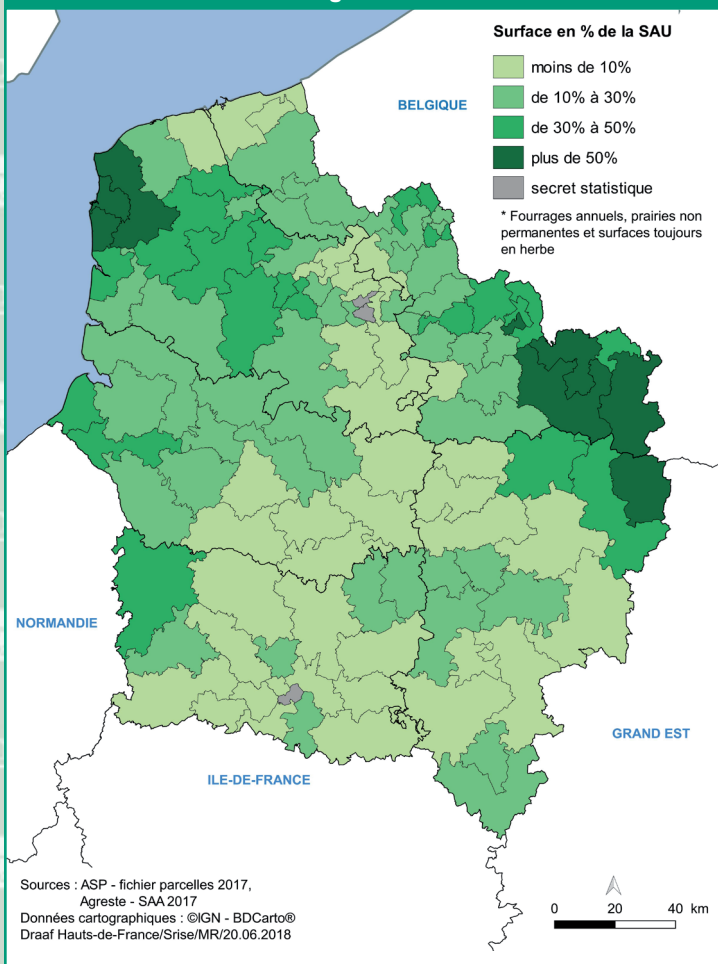 Surface en % de la SAU
moins de 10%
de 10% à 30%
de 30% à 50%
plus de 50%
secret statistique
* Fourrages annuels, prairies non
permanentes et surfaces toujours
en herbe
BELGIQUE
NORMANDIE
GRAND EST
ILE-DE-FRANCE
Sources : ASP - fichier parcelles 2017,
Agreste - SAA 2017
Données cartographiques : ©IGN - BDCarto®
Draaf Hauts-de-France/Srise/MR/20.06.2018
0 20 40 km